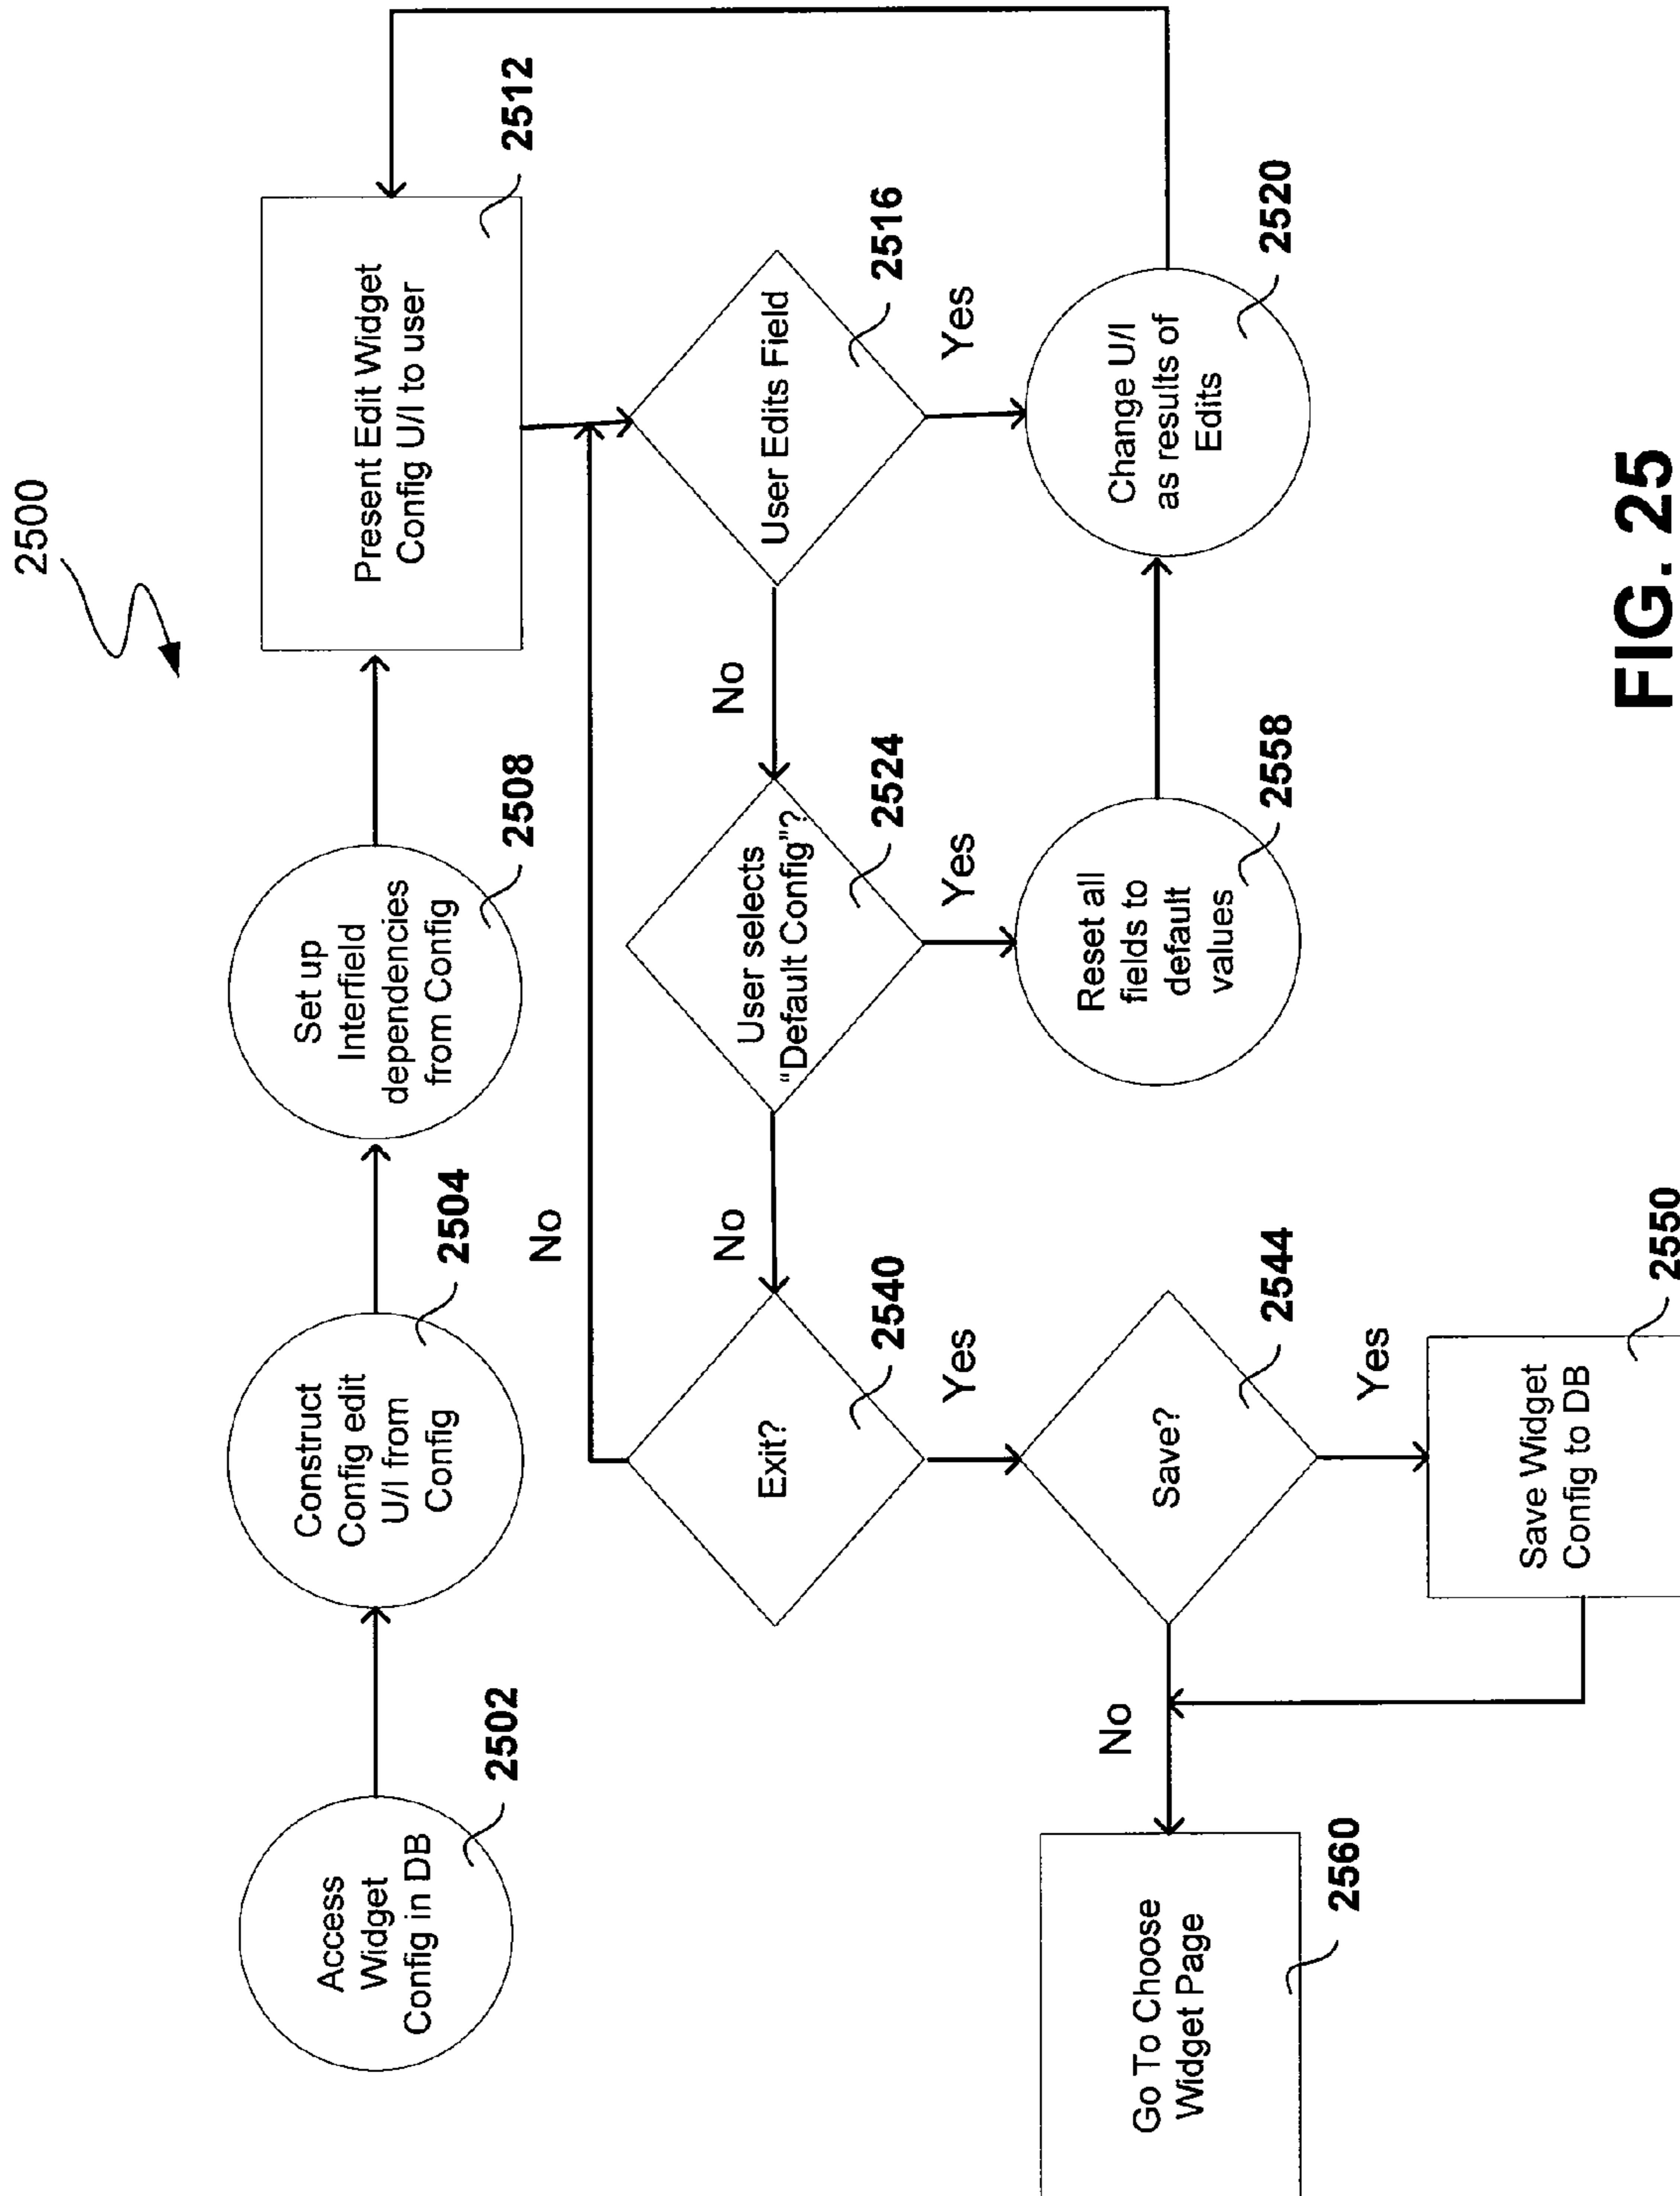 2500
Access
Widget
Config in DB
2502
Construct
Config edit
U/I from
Config
2504
Set up
Interfield
dependencies
from Config
2508
Present Edit Widget
Config U/I to user
2512
No
Exit?
2540
No
User selects
"Default Config"?
2524
No
User Edits Field
2516
Yes
Yes
Yes
Go To Choose
Widget Page
2560
No
Save?
2544
Reset all
fields to
default
values
2558
Change U/I
as results of
Edits
2520
Yes
Save Widget
Config to DB
2550
FIG. 25